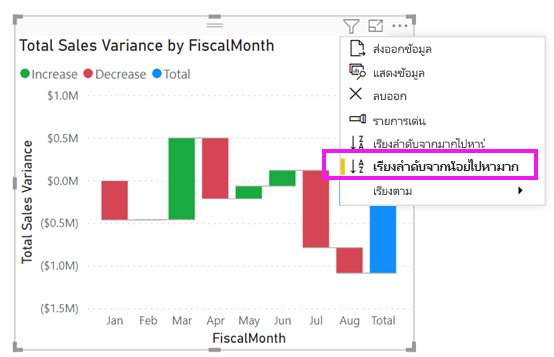 Total Sales Variance by FiscalMonth
Increase Decrease Total
Total Sales Variance
$1.0M
$0.5M
$0.0M
($0.5M)
($1.0M)
($1.5M)
Jan Feb Mar Apr May Jun Jul Aug Total
FiscalMonth
ส่งออกข้อมูล
แสดงข้อมูล
ลบออก
รายการเด่น
เรียงลำดับจากมากไปหาน้
เรียงลำดับจากน้อยไปหามาก
เรียงตาม